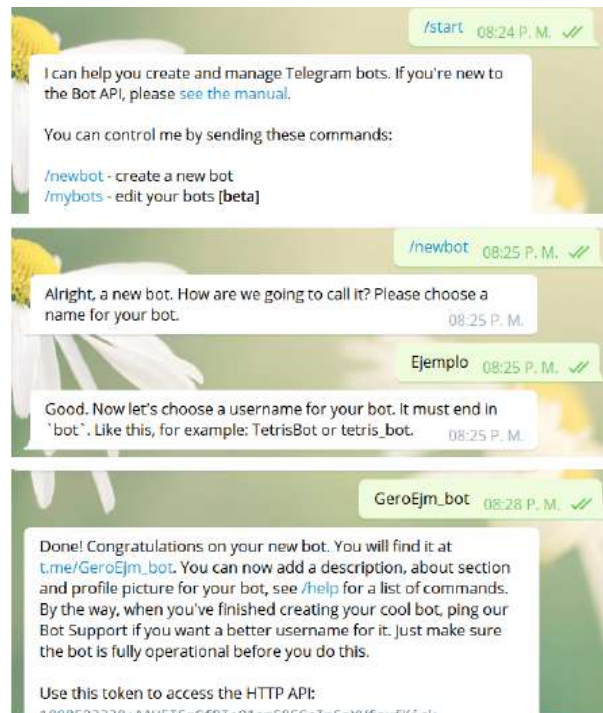 /start 08:24 P. M.
I can help you create and manage Telegram bots. If you're new to
the Bot API, please see the manual.
You can control me by sending these commands:
/newbot - create a new bot
/mybots - edit your bots [beta]
/newbot 08:25 P. M.
Alright, a new bot. How are we going to call it? Please choose a
name for your bot.
08:25 P. M.
Ejemplo 08:25 P. M.
Good. Now let's choose a username for your bot. It must end in
`bot`. Like this, for example: TetrisBot or tetris_bot.
08:25 P. M.
GeroEjm_bot 08:28 P. M.
Done! Congratulations on your new bot. You will find it at
t.me/GeroEjm_bot. You can now add a description, about section
and profile picture for your bot, see /help for a list of commands.
By the way, when you've finished creating your cool bot, ping our
Bot Support if you want a better username for it. Just make sure
the bot is fully operational before you do this.
Use this token to access the HTTP API: